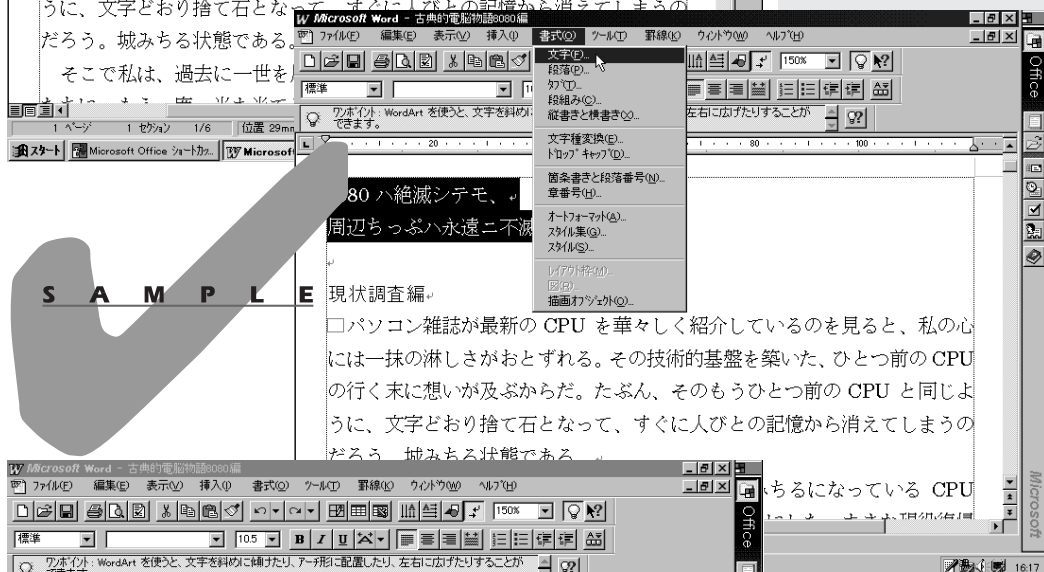 うに、文字どおり捨て石となって、すぐに人びとの記憶から消えてしまうの
だろう。城みちる状態である。
そこで私は、過去に一世を
1 ページ 1 セクション 1/6 位置 29mm
スタート Microsoft Office ショートカッ... Microsoft
Microsoft Word - 古典的電脳物語8080編
ファイル(F) 編集(E) 表示(V) 挿入(I) 書式(O) ツール(T) 罫線(K) ウィンドウ(W) ヘルプ(H)
150%
標準
ワンポイント: WordArt を使うと、文字を斜めに
左右に広げたりすることが
できます。
文字(F)...
段落(P)...
タブ(T)...
段組み(C)...
縦書きと横書き(X)...
文字種変換(R)...
ドロップ キャップ(D)...
箇条書きと段落番号(N)...
章番号(H)...
オートフォーマット(A)...
スタイル集(G)...
スタイル(S)...
レイアウト枠(M)...
図(R)...
描画オブジェクト(O)...
20 80 100
80 ハ絶滅シテモ、
周辺ちっぷハ永遠ニ不滅
現状調査編
□パソコン雑誌が最新の CPU を華々しく紹介しているのを見ると、私の心
には一抹の淋しさがおとずれる。その技術的基盤を築いた、ひとつ前の CPU
の行く末に想いが及ぶからだ。たぶん、そのもうひとつ前の CPU と同じよ
うに、文字どおり捨て石となって、すぐに人びとの記憶から消えてしまうの
だろう。城みちる状態である。
ちるになっている CPU
SAMPLE
Office
Microsoft
16:17
Microsoft Word - 古典的電脳物語8080編
ファイル(F) 編集(E) 表示(V) 挿入(I) 書式(O) ツール(T) 罫線(K) ウィンドウ(W) ヘルプ(H)
150%
標準 10.5 B I U
ワンポイント: WordArt を使うと、文字を斜めに傾けたり、アーチ形に配置したり、左右に広げたりすることが
できます。
Office